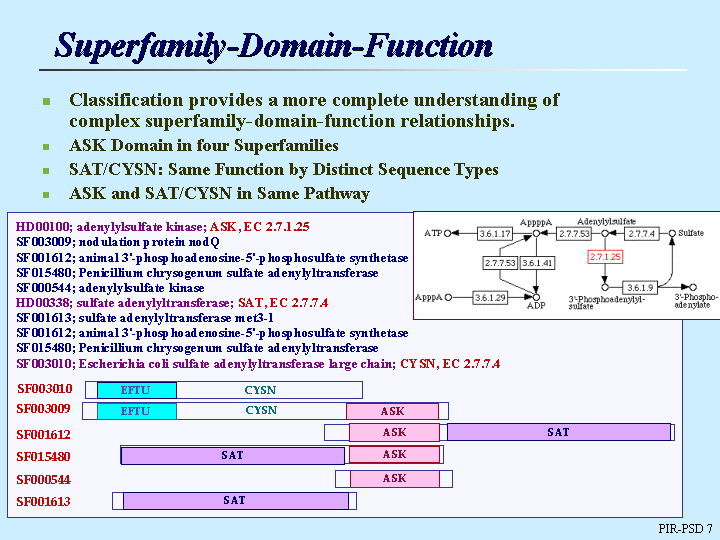 Superfamily-Domain-Function
Classification provides a more complete understanding of
complex superfamily-domain-function relationships.
ASK Domain in four Superfamilies
SAT/CYSN: Same Function by Distinct Sequence Types
ASK and SAT/CYSN in Same Pathway
HD00100; adenylylsulfate kinase; ASK, EC 2.7.1.25
SF003009; nodulation protein nodQ
SF001612; animal 3'-phosphoadenosine-5'-phosphosulfate synthetase
SF015480; Penicillium chrysogenum sulfate adenylyltransferase
SF000544; adenylylsulfate kinase
HD00338; sulfate adenylyltransferase; SAT, EC 2.7.7.4
SF001613; sulfate adenylyltransferase met3-1
SF001612; animal 3'-phosphoadenosine-5'-phosphosulfate synthetase
SF015480; Penicillium chrysogenum sulfate adenylyltransferase
SF003010; Escherichia coli sulfate adenylyltransferase large chain; CYSN, EC 2.7.7.4
AppppA Adenylylsulfate
ATP 3.6.1.17 2.7.7.53 2.7.7.4 Sulfate
2.7.7.53 3.6.1.41 2.7.1.25
ApppA 3.6.1.29 3.6.1.9
ADP 3'-Phosphoadenylyl- 3'-Phospho-
sulfate adenylate
SF003010 EFTU CYSN
SF003009 EFTU CYSN ASK
SF001612 ASK SAT
SF015480 SAT ASK
SF000544 ASK
SF001613 SAT
PIR-PSD 7